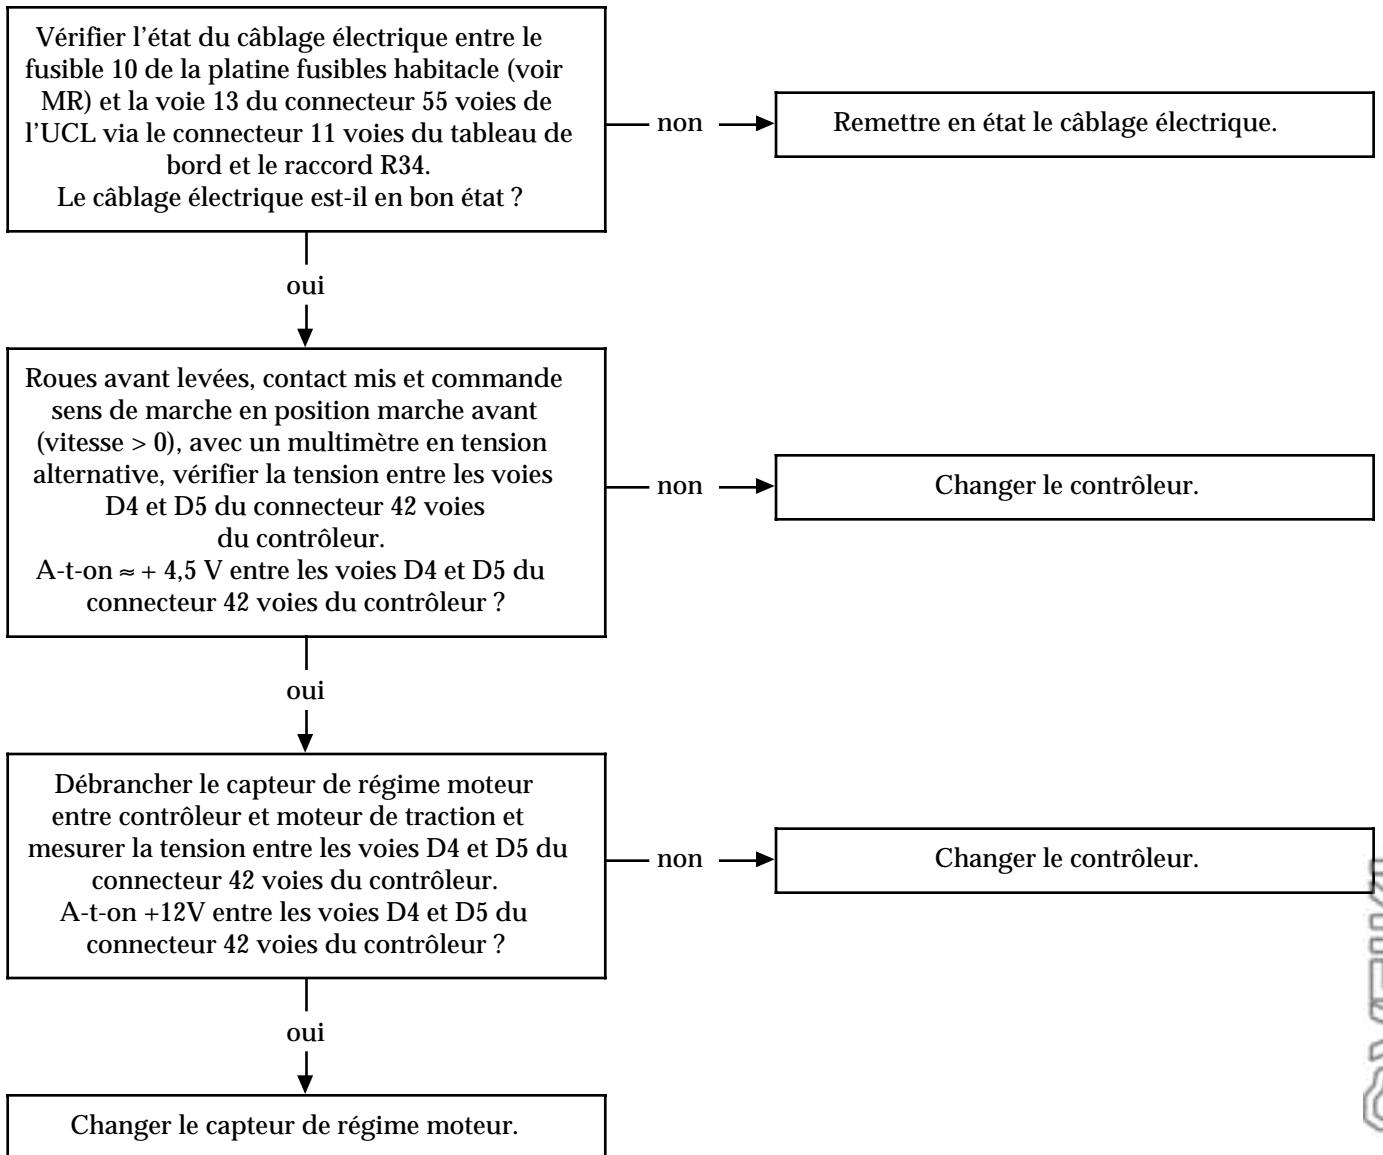 Vérifier l'état du câblage électrique entre le
fusible 10 de la platine fusibles habitacle (voir
MR) et la voie 13 du connecteur 55 voies de
l'UCL via le connecteur 11 voies du tableau de
bord et le raccord R34.
Le câblage électrique est-il en bon état ?
non
Remettre en état le câblage électrique.
oui
Roues avant levées, contact mis et commande
sens de marche en position marche avant
(vitesse > 0), avec un multimètre en tension
alternative, vérifier la tension entre les voies
D4 et D5 du connecteur 42 voies
du contrôleur.
A-t-on ≈ + 4,5 V entre les voies D4 et D5 du
connecteur 42 voies du contrôleur ?
non
Changer le contrôleur.
oui
Débrancher le capteur de régime moteur
entre contrôleur et moteur de traction et
mesurer la tension entre les voies D4 et D5 du
connecteur 42 voies du contrôleur.
A-t-on +12V entre les voies D4 et D5 du
connecteur 42 voies du contrôleur ?
non
Changer le contrôleur.
oui
Changer le capteur de régime moteur.